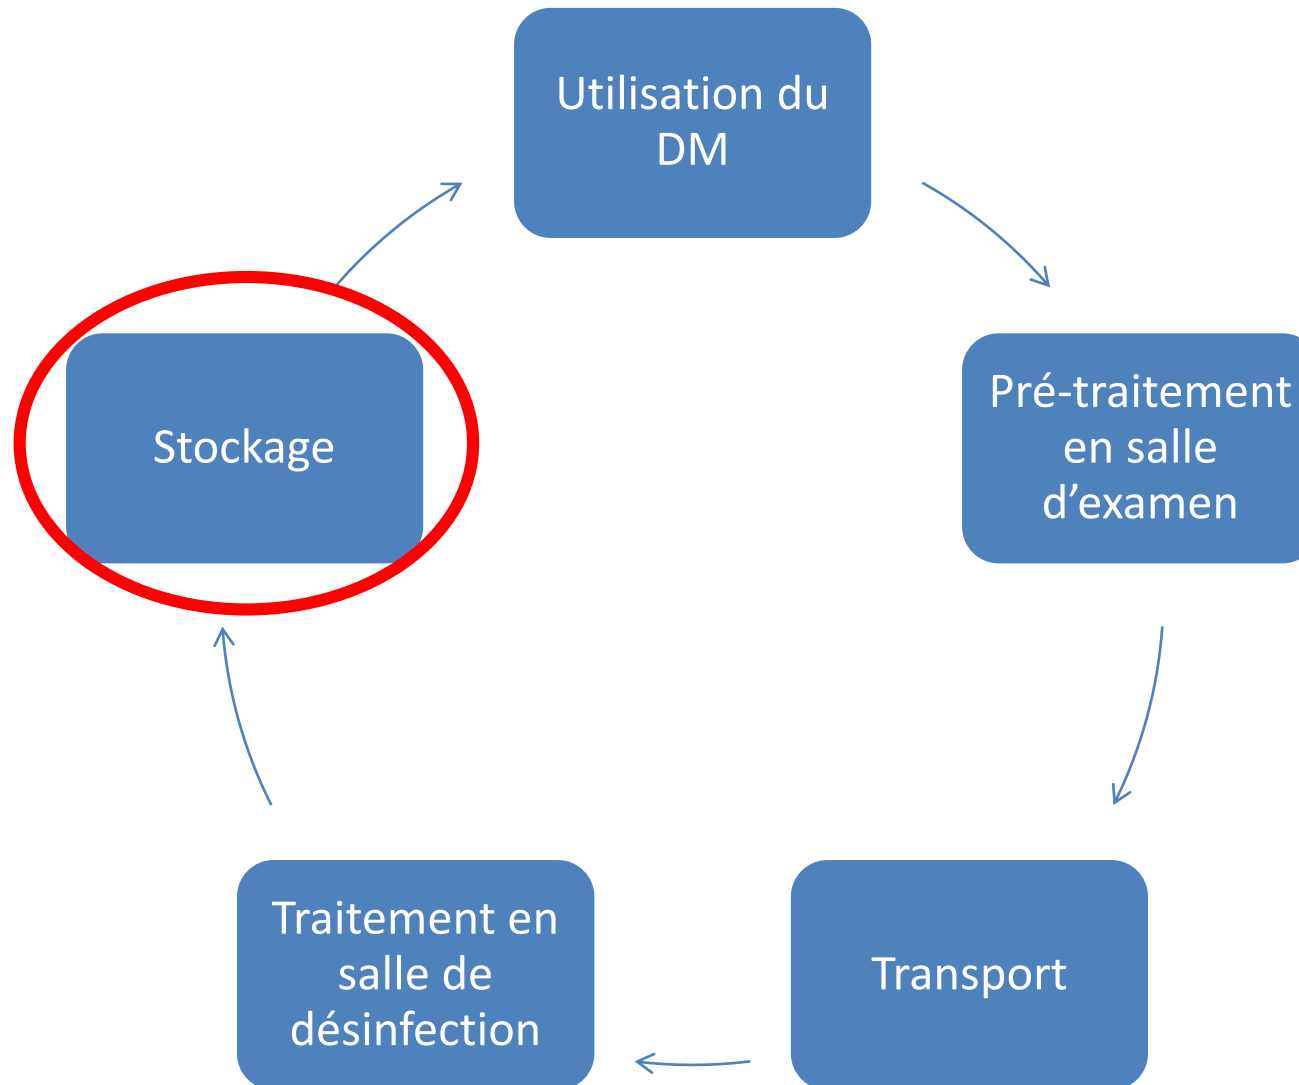 Utilisation du
DM
Pré-traitement
en salle
d’examen
Transport
Traitement en
salle de
désinfection
Stockage